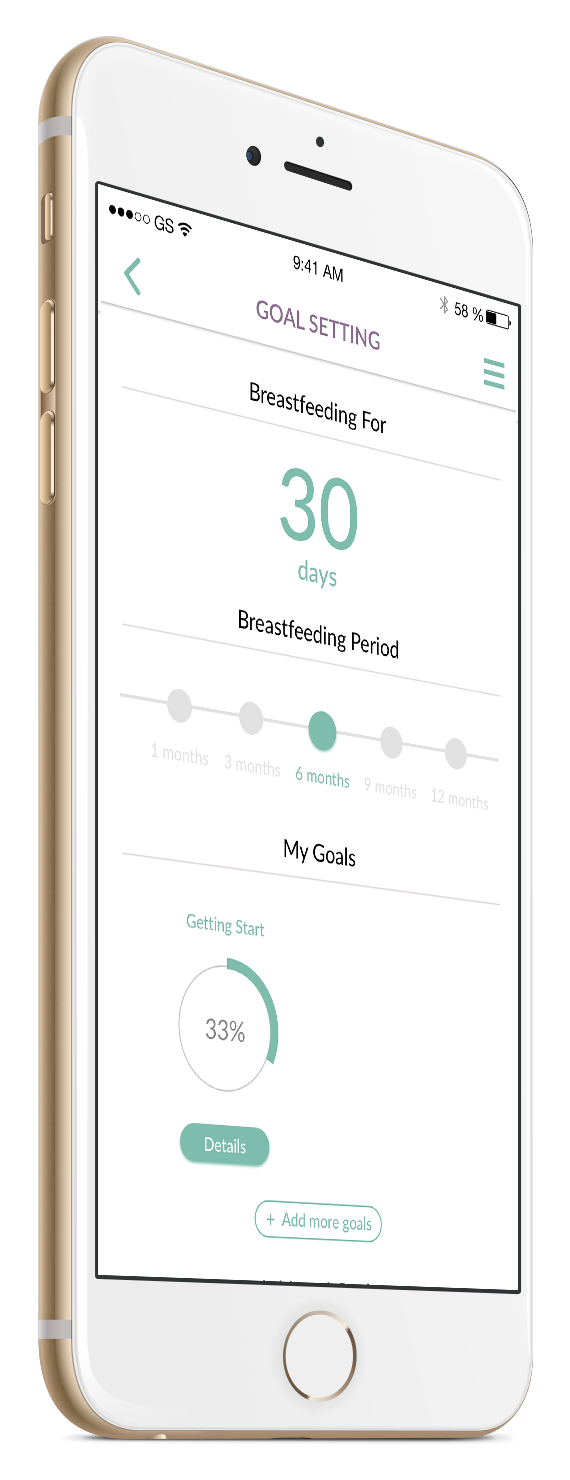 GS
9:41 AM
58 %
GOAL SETTING
Breastfeeding For
30
days
Breastfeeding Period
1 months 3 months 6 months 9 months 12 months
My Goals
Getting Start
33%
Details
+ Add more goals